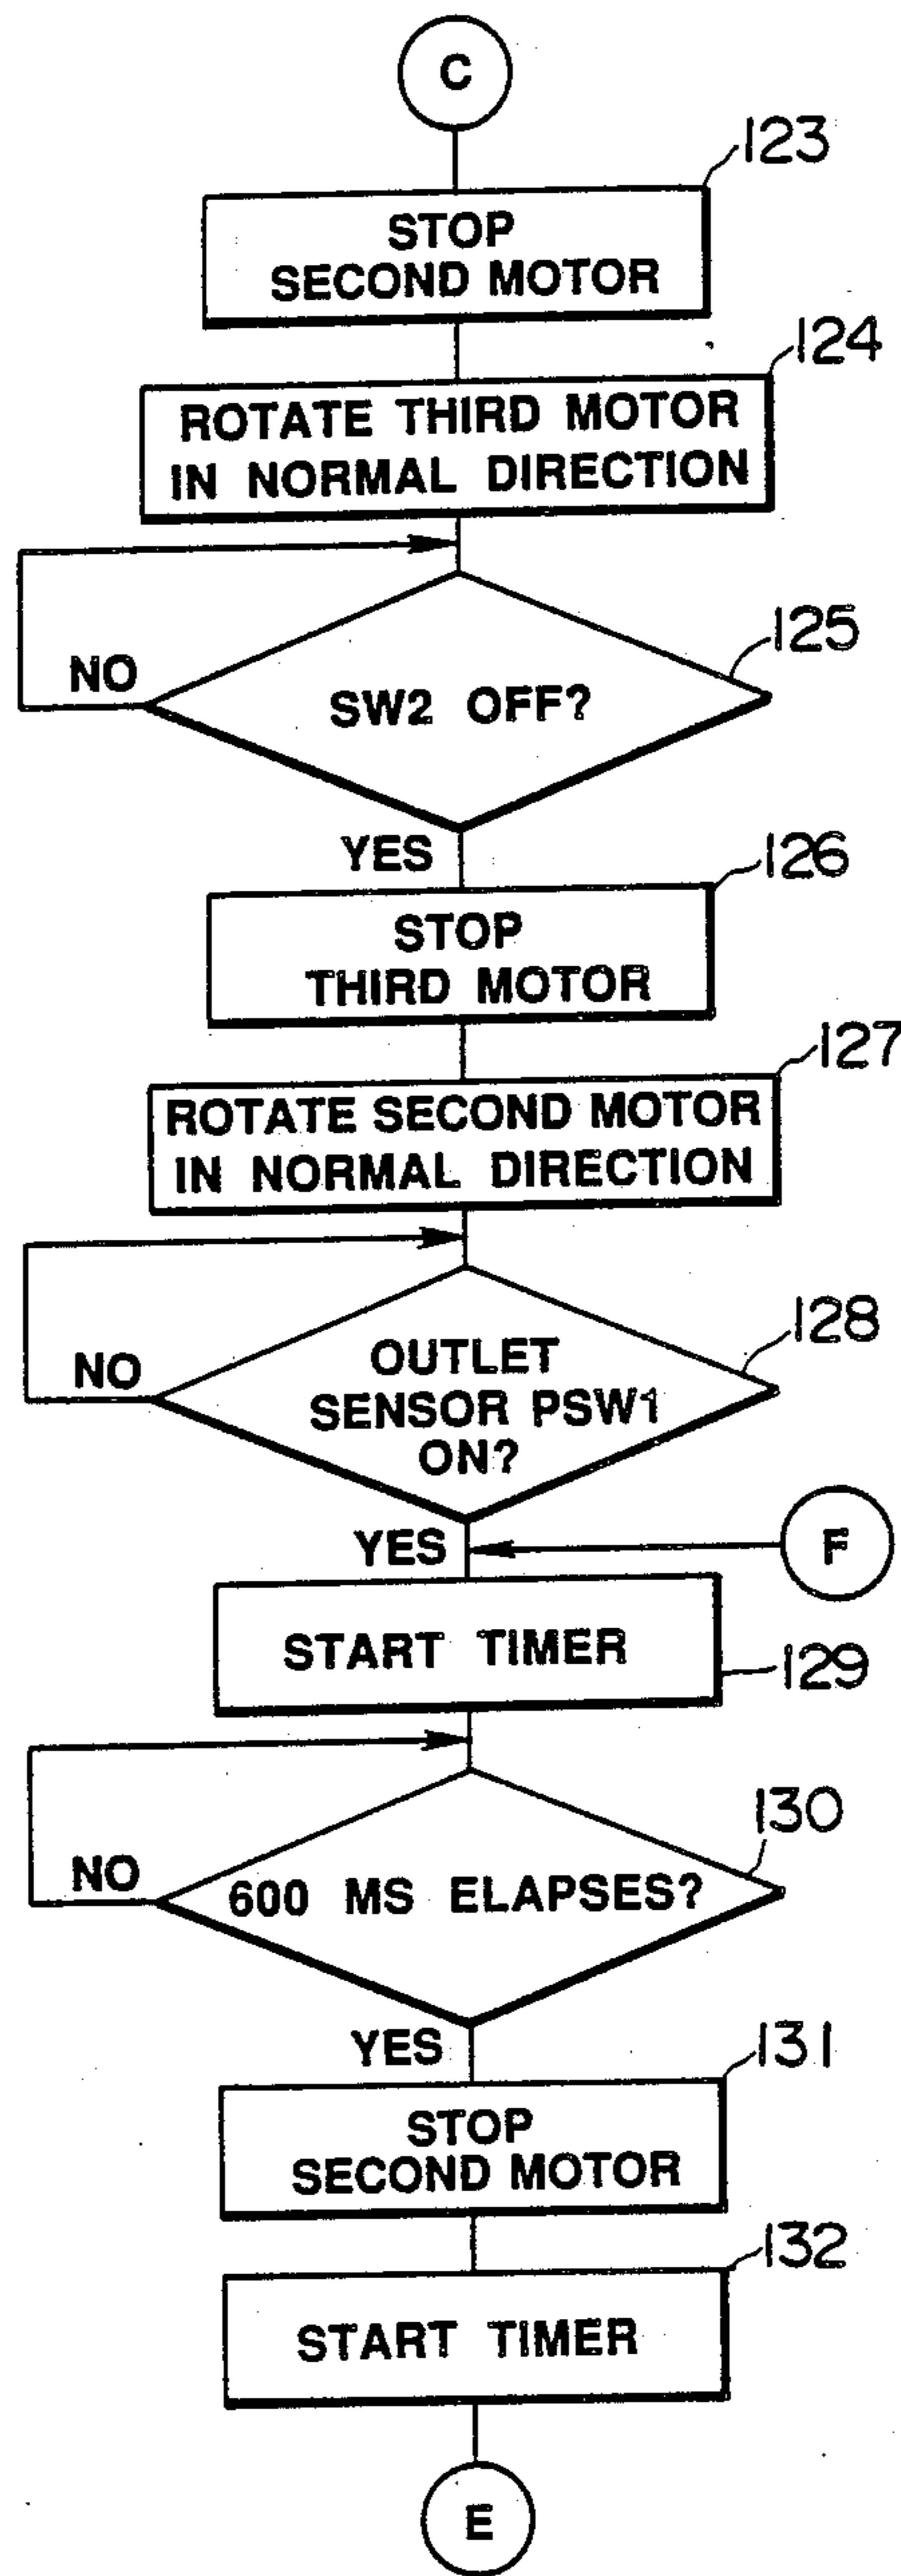 C
123
STOP
SECOND MOTOR
124
ROTATE THIRD MOTOR
IN NORMAL DIRECTION
125
NO
SW2 OFF?
YES
126
STOP
THIRD MOTOR
127
ROTATE SECOND MOTOR
IN NORMAL DIRECTION
128
NO
OUTLET
SENSOR PSW1
ON?
YES
F
START TIMER
129
130
NO
600 MS ELAPSES?
YES
131
STOP
SECOND MOTOR
132
START TIMER
E